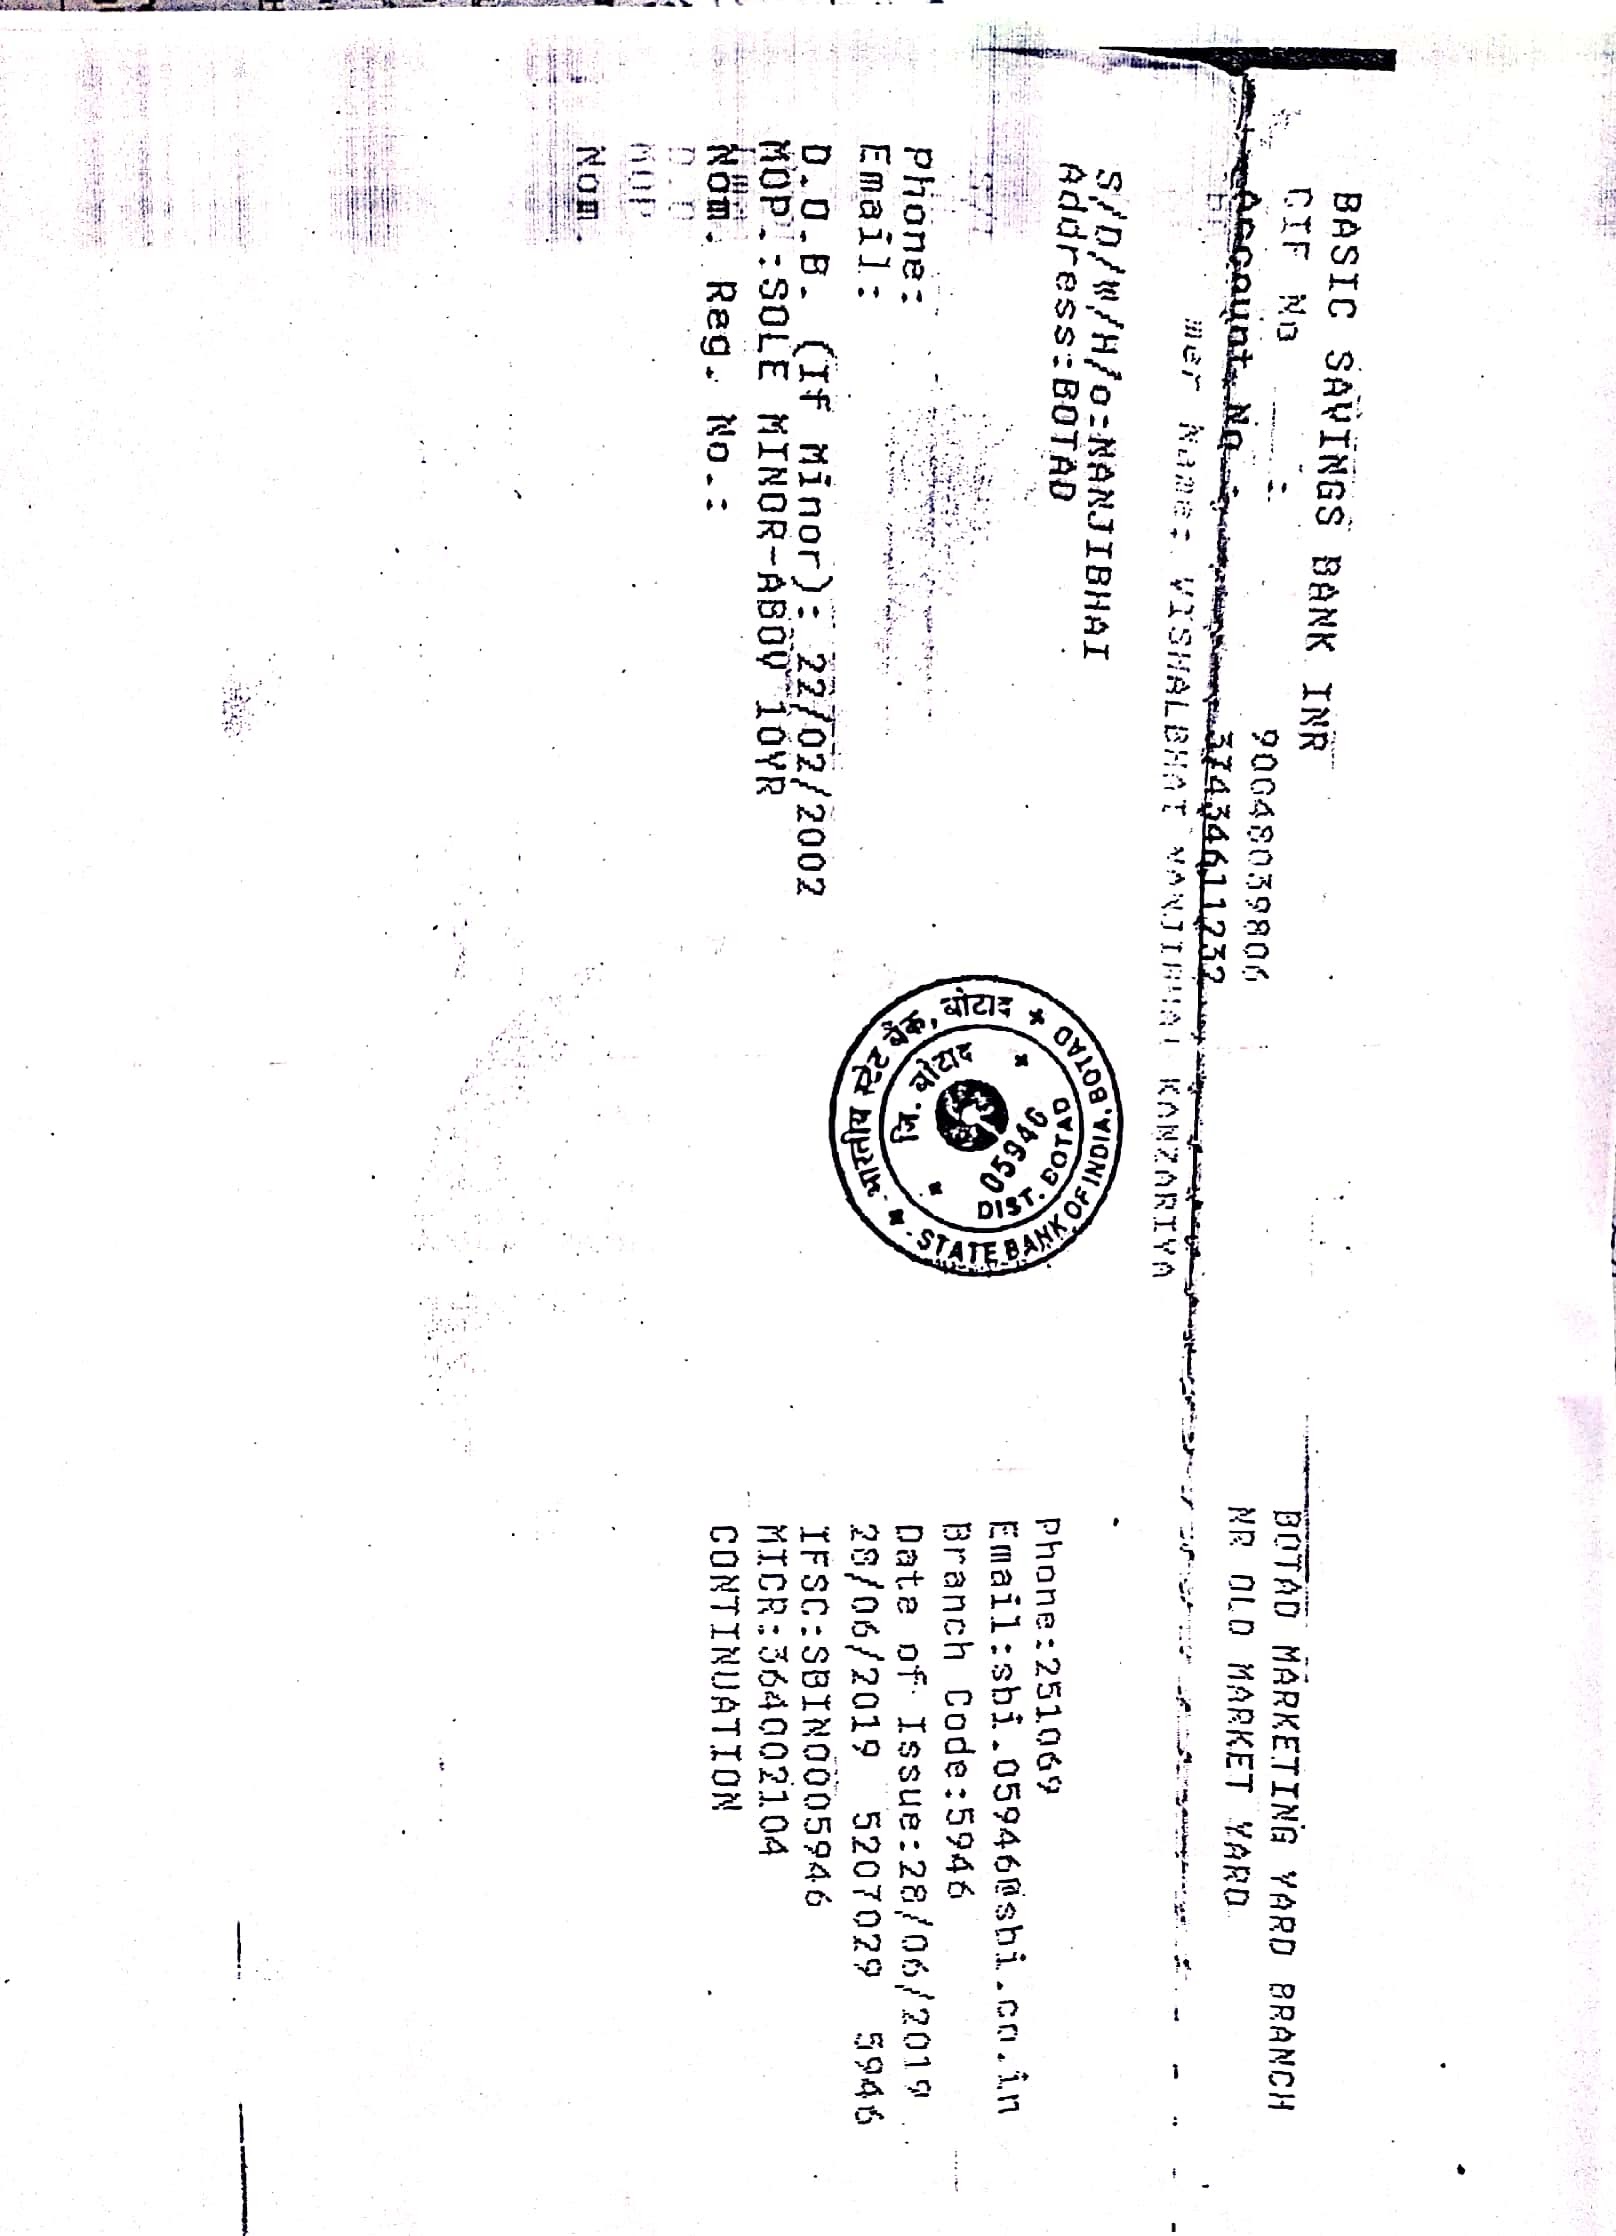 BASIC SAVINGS BANK INR
CIF No : 90048039806
Account No : 37434611232
mer Name: VISHALBHAI NANJIBHAI KANZARIYA
S/D/W/H/o:NANJIBHAI
Address:BOTAD
Phone:
Email:
D.O.B. (If Minor): 22/02/2002
MOP.:SOLE MINOR-ABOV 10YR
Nom. Reg. No.:
MOP
Nom.
भारतीय स्टेट बैंक, बोटाद
STATE BANK OF INDIA, BOTAD
जि. बोटाद
05946
DIST. BOTAD
BOTAD MARKETING YARD BRANCH
NR OLD MARKET YARD
Phone:251069
Email:sbi.05946@sbi.co.in
Branch Code:5946
Date of Issue:28/06/2019
28/06/2019 5207029 5946
IFSC:SBIN0005946
MICR:364002104
CONTINUATION